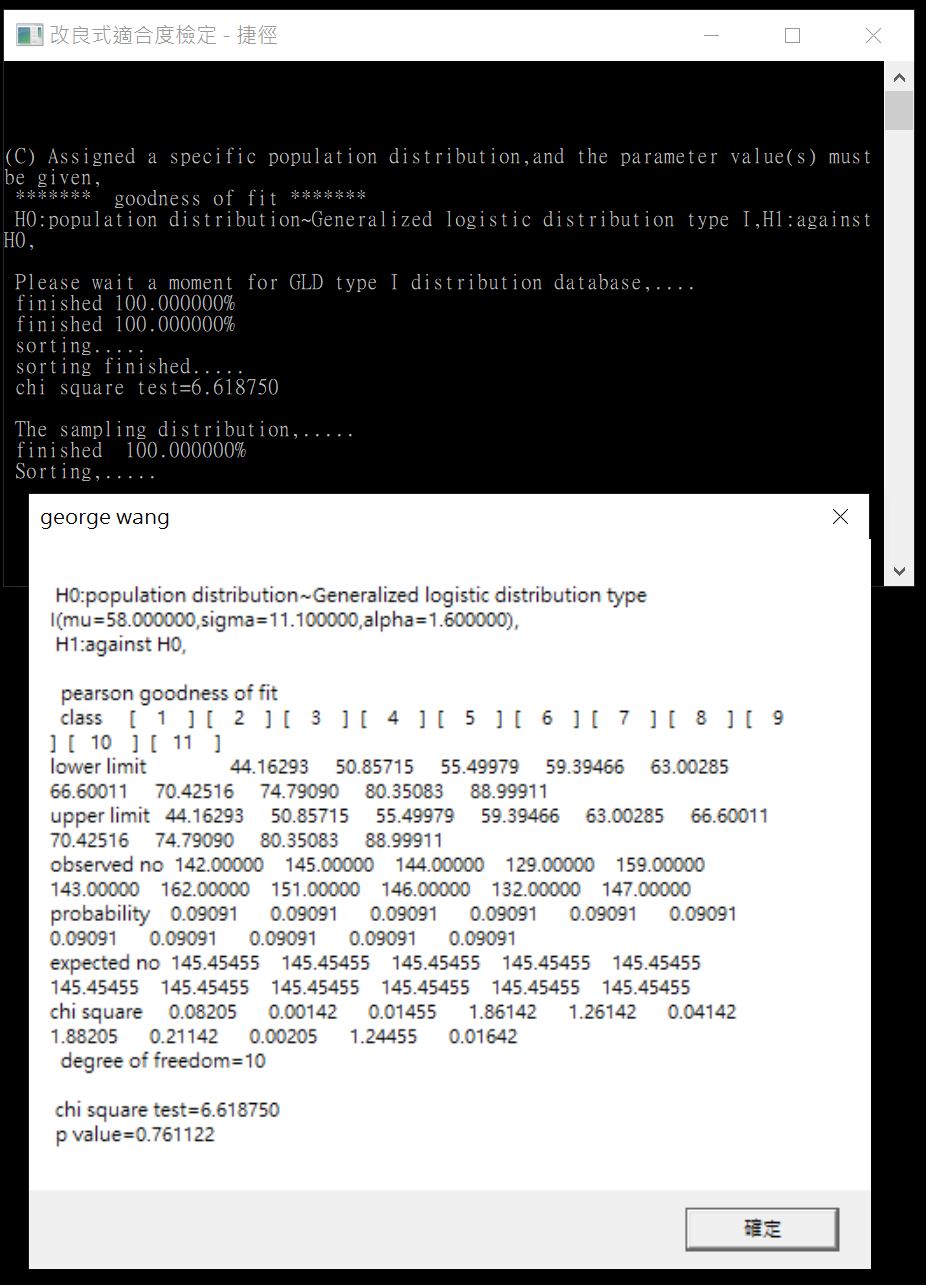 改良式適合度檢定 - 捷徑
(C) Assigned a specific population distribution,and the parameter value(s) must
be given,
*******  goodness of fit *******
H0:population distribution~Generalized logistic distribution type I,H1:against
H0,
Please wait a moment for GLD type I distribution database,....
finished 100.000000%
finished 100.000000%
sorting.....
sorting finished.....
chi square test=6.618750
The sampling distribution,.....
finished  100.000000%
Sorting,.....
george wang
H0:population distribution~Generalized logistic distribution type
I(mu=58.000000,sigma=11.100000,alpha=1.600000),
H1:against H0,
pearson goodness of fit
class [ 1 ] [ 2 ] [ 3 ] [ 4 ] [ 5 ] [ 6 ] [ 7 ] [ 8 ] [ 9
] [ 10 ] [ 11 ]
lower limit 44.16293 50.85715 55.49979 59.39466 63.00285
66.60011 70.42516 74.79090 80.35083 88.99911
upper limit 44.16293 50.85715 55.49979 59.39466 63.00285 66.60011
70.42516 74.79090 80.35083 88.99911
observed no 142.00000 145.00000 144.00000 129.00000 159.00000
143.00000 162.00000 151.00000 146.00000 132.00000 147.00000
probability 0.09091 0.09091 0.09091 0.09091 0.09091 0.09091
0.09091 0.09091 0.09091 0.09091 0.09091
expected no 145.45455 145.45455 145.45455 145.45455 145.45455
145.45455 145.45455 145.45455 145.45455 145.45455 145.45455
chi square 0.08205 0.00142 0.01455 1.86142 1.26142 0.04142
1.88205 0.21142 0.00205 1.24455 0.01642
degree of freedom=10
chi square test=6.618750
p value=0.761122
確定